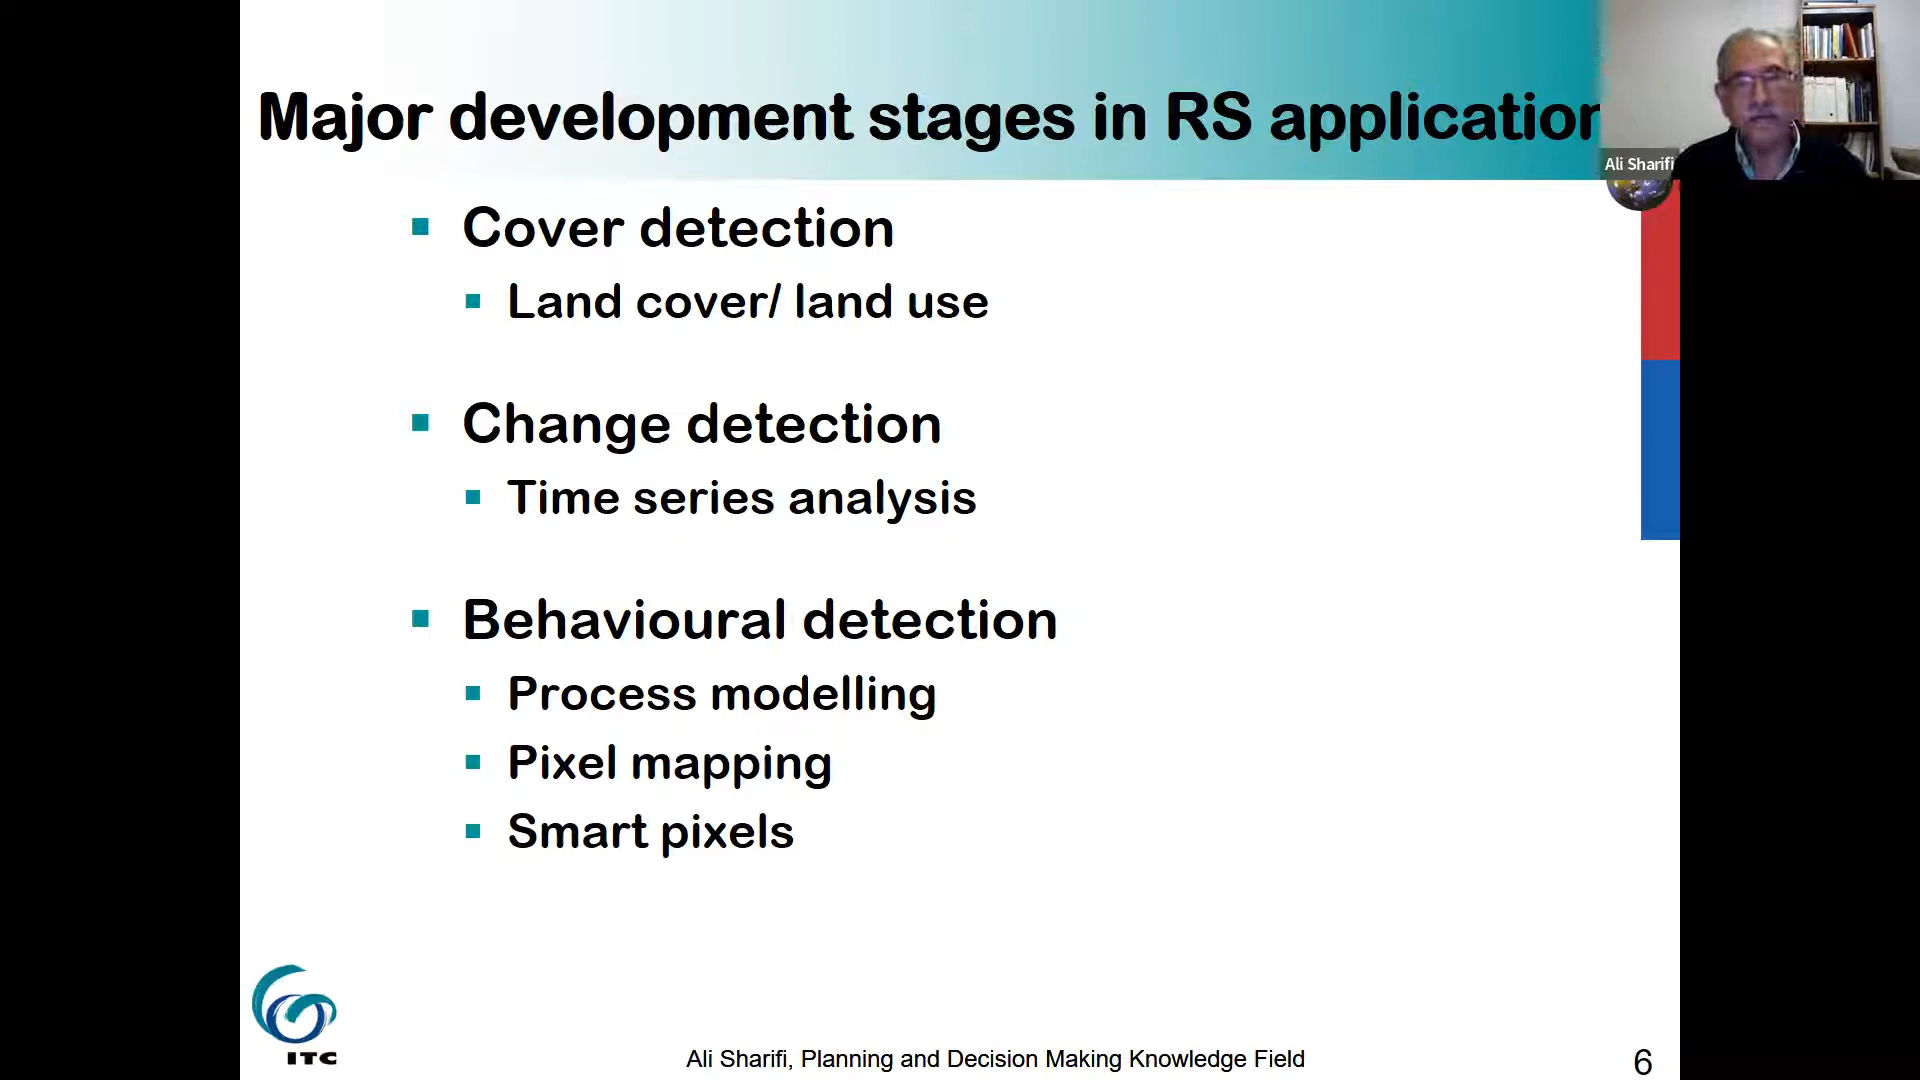 Major development stages in RS application
Ali Sharifi
Cover detection
Land cover/ land use
Change detection
Time series analysis
Behavioural detection
Process modelling
Pixel mapping
Smart pixels
ITC
Ali Sharifi, Planning and Decision Making Knowledge Field
6